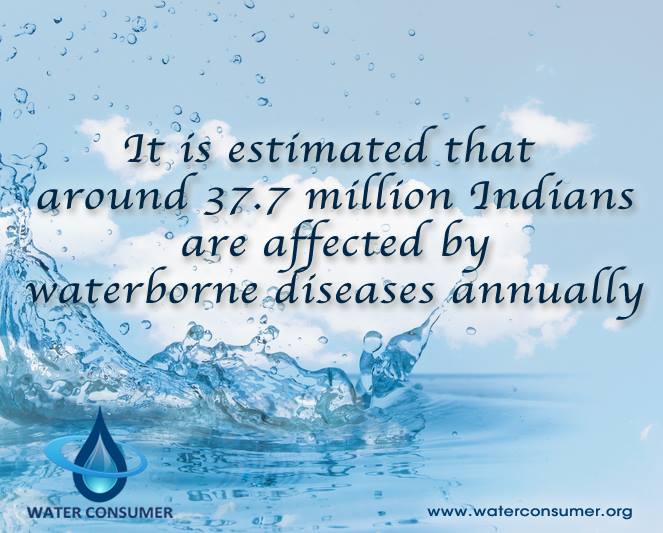 It is estimated that
around 37.7 million Indians
are affected by
waterborne diseases annually
WATER CONSUMER
www.waterconsumer.org